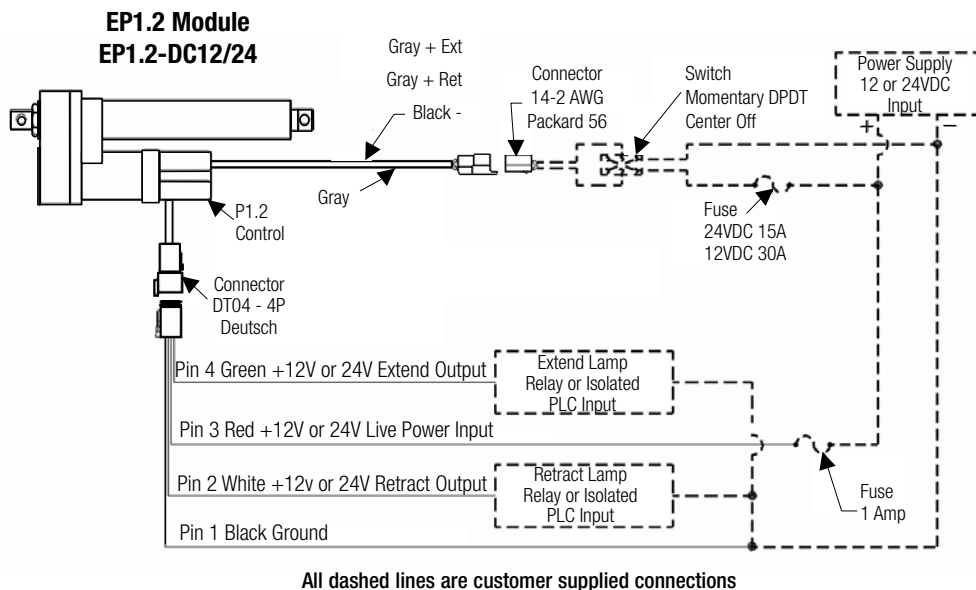 EP1.2 Module
EP1.2-DC12/24
Gray + Ext
Gray + Ret
Black -
Gray
Connector
14-2 AWG
Packard 56
Switch
Momentary DPDT
Center Off
Power Supply
12 or 24VDC
Input
+
−
Fuse
24VDC 15A
12VDC 30A
P1.2
Control
Connector
DT04 - 4P
Deutsch
Pin 4 Green +12V or 24V Extend Output
Extend Lamp
Relay or Isolated
PLC Input
Pin 3 Red +12V or 24V Live Power Input
Pin 2 White +12v or 24V Retract Output
Retract Lamp
Relay or Isolated
PLC Input
Fuse
1 Amp
Pin 1 Black Ground
All dashed lines are customer supplied connections